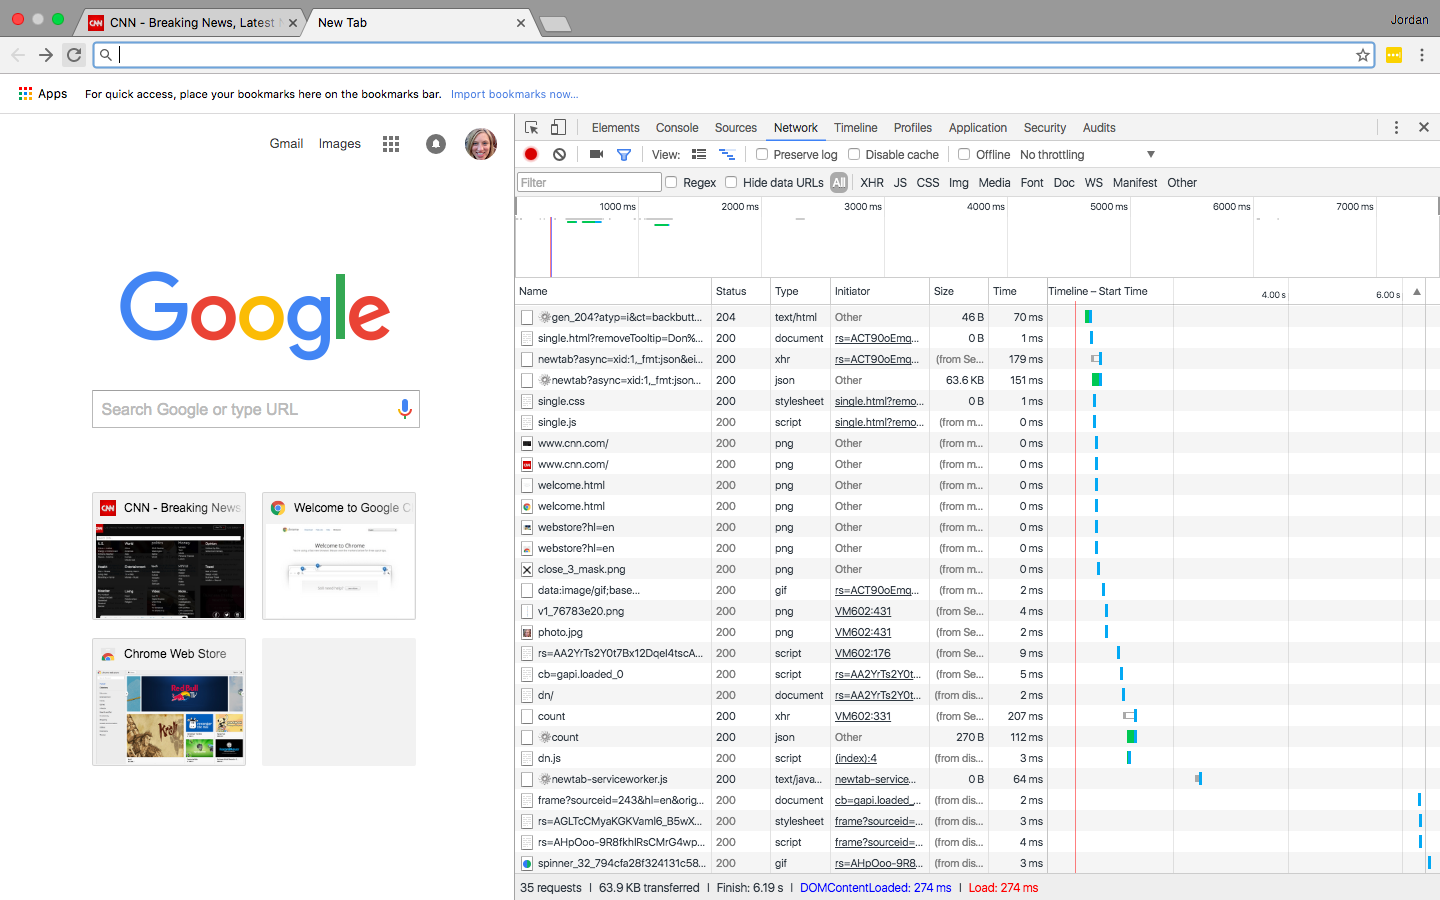 CNN - Breaking News, Latest N
New Tab
Jordan
Apps
For quick access, place your bookmarks here on the bookmarks bar. Import bookmarks now...
Gmail Images
Google
Search Google or type URL
CNN - Breaking News
Welcome to Google C
Welcome to Chrome
Chrome Web Store
Elements Console Sources Network Timeline Profiles Application Security Audits
View: Preserve log Disable cache Offline No throttling
Filter Regex Hide data URLs All XHR JS CSS Img Media Font Doc WS Manifest Other
1000 ms 2000 ms 3000 ms 4000 ms 5000 ms 6000 ms 7000 ms
Name Status Type Initiator Size Time Timeline – Start Time 4.00 s 6.00 s
gen_204?atyp=i&ct=backbutt... 204 text/html Other 46 B 70 ms
single.html?removeTooltip=Don%... 200 document rs=ACT90oEmq... 0 B 1 ms
newtab?async=xid:1,_fmt:json&ei... 200 xhr rs=ACT90oEmq... (from Se... 179 ms
newtab?async=xid:1,_fmt:json... 200 json Other 63.6 KB 151 ms
single.css 200 stylesheet single.html?remo... 0 B 1 ms
single.js 200 script single.html?remo... (from m... 0 ms
www.cnn.com/ 200 png Other (from m... 0 ms
www.cnn.com/ 200 png Other (from m... 0 ms
welcome.html 200 png Other (from m... 0 ms
welcome.html 200 png Other (from m... 0 ms
webstore?hl=en 200 png Other (from m... 0 ms
webstore?hl=en 200 png Other (from m... 0 ms
close_3_mask.png 200 png Other (from m... 0 ms
data:image/gif;base... 200 gif rs=ACT90oEmq... (from m... 2 ms
v1_76783e20.png 200 png VM602:431 (from Se... 4 ms
photo.jpg 200 png VM602:431 (from Se... 2 ms
rs=AA2YrTs2Y0t7Bx12Dqel4tscA... 200 script VM602:176 (from Se... 9 ms
cb=gapi.loaded_0 200 script rs=AA2YrTs2Y0t... (from Se... 5 ms
dn/ 200 document rs=AA2YrTs2Y0t... (from dis... 2 ms
count 200 xhr VM602:331 (from Se... 207 ms
count 200 json Other 270 B 112 ms
dn.js 200 script (index):4 (from dis... 3 ms
newtab-serviceworker.js 200 text/java... newtab-service... 0 B 64 ms
frame?sourceid=243&hl=en&orig... 200 document cb=gapi.loaded_... (from dis... 2 ms
rs=AGLTcCMyaKGKVaml6_B5wX... 200 stylesheet frame?sourceid=... (from dis... 3 ms
rs=AHpOoo-9R8fkhlRsCMrG4wp... 200 script frame?sourceid=... (from dis... 4 ms
spinner_32_794cfa28f324131c58... 200 gif rs=AHpOoo-9R8... (from dis... 3 ms
35 requests | 63.9 KB transferred | Finish: 6.19 s | DOMContentLoaded: 274 ms | Load: 274 ms